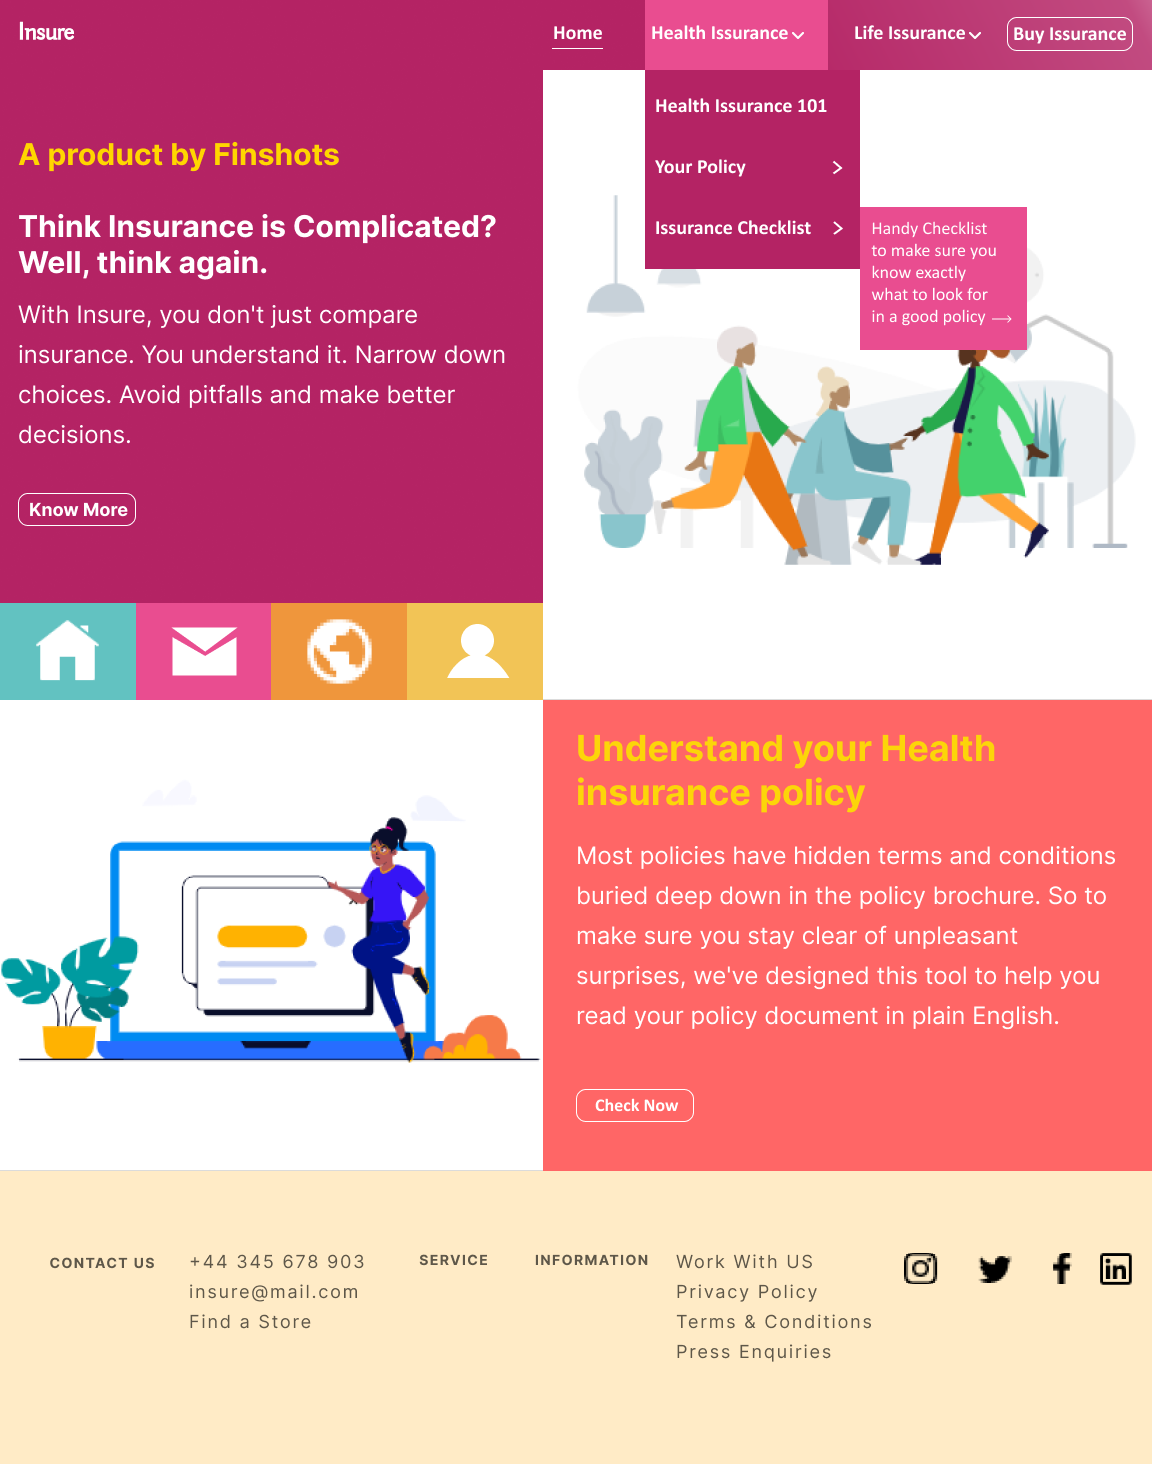 Insure
Home
Health Issurance
Life Issurance
Buy Issurance
Health Issurance 101
Your Policy
Issurance Checklist
Handy Checklist
to make sure you
know exactly
what to look for
in a good policy
A product by Finshots
Think Insurance is Complicated?
Well, think again.
With Insure, you don't just compare
insurance. You understand it. Narrow down
choices. Avoid pitfalls and make better
decisions.
Know More
Understand your Health
insurance policy
Most policies have hidden terms and conditions
buried deep down in the policy brochure. So to
make sure you stay clear of unpleasant
surprises, we've designed this tool to help you
read your policy document in plain English.
Check Now
CONTACT US
+44 345 678 903
insure@mail.com
Find a Store
SERVICE
INFORMATION
Work With US
Privacy Policy
Terms & Conditions
Press Enquiries